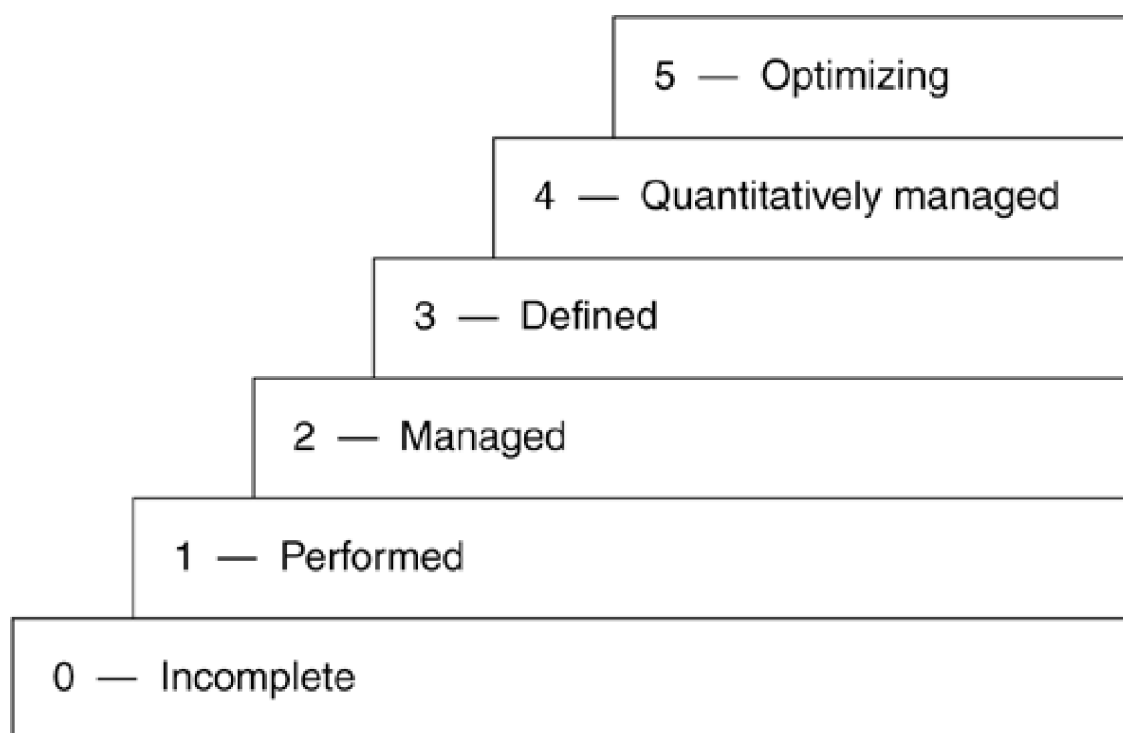 5 — Optimizing
4 — Quantitatively managed
3 — Defined
2 — Managed
1 — Performed
0 — Incomplete